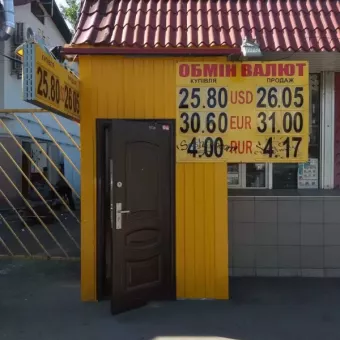 ОБМІН ВАЛЮТ
КУПІВЛЯ ПРОДАЖ
25.80 USD 26.05
30.60 EUR 31.00
4.00 RUR 4.17
25.80 26.05